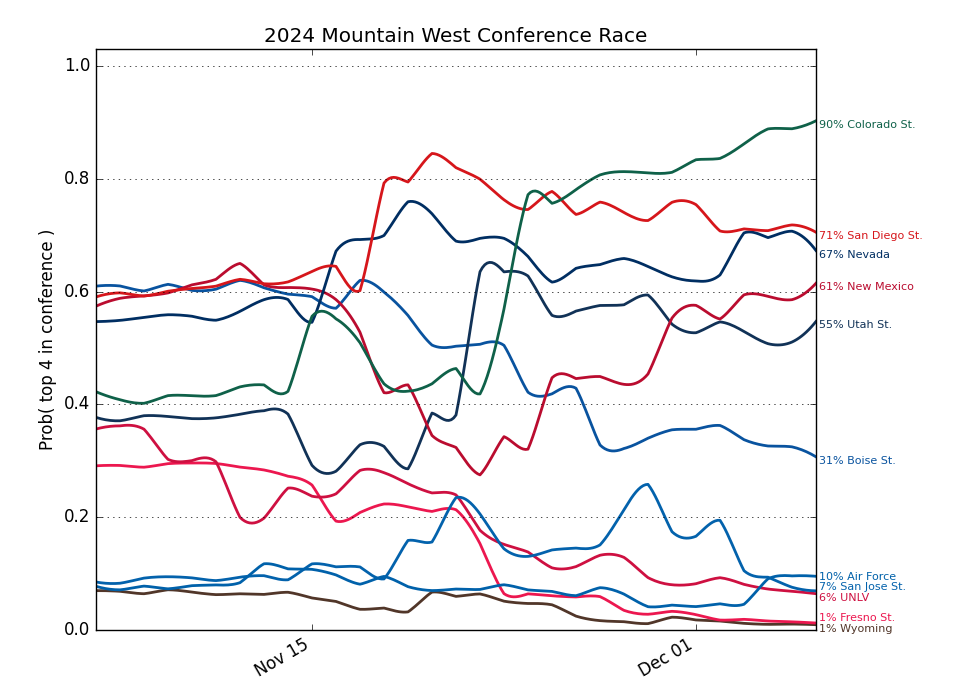 2024 Mountain West Conference Race
1.0
0.8
0.6
0.4
0.2
0.0
Prob( top 4 in conference )
Nov 15
Dec 01
90% Colorado St.
71% San Diego St.
67% Nevada
61% New Mexico
55% Utah St.
31% Boise St.
10% Air Force
7% San Jose St.
6% UNLV
1% Fresno St.
1% Wyoming